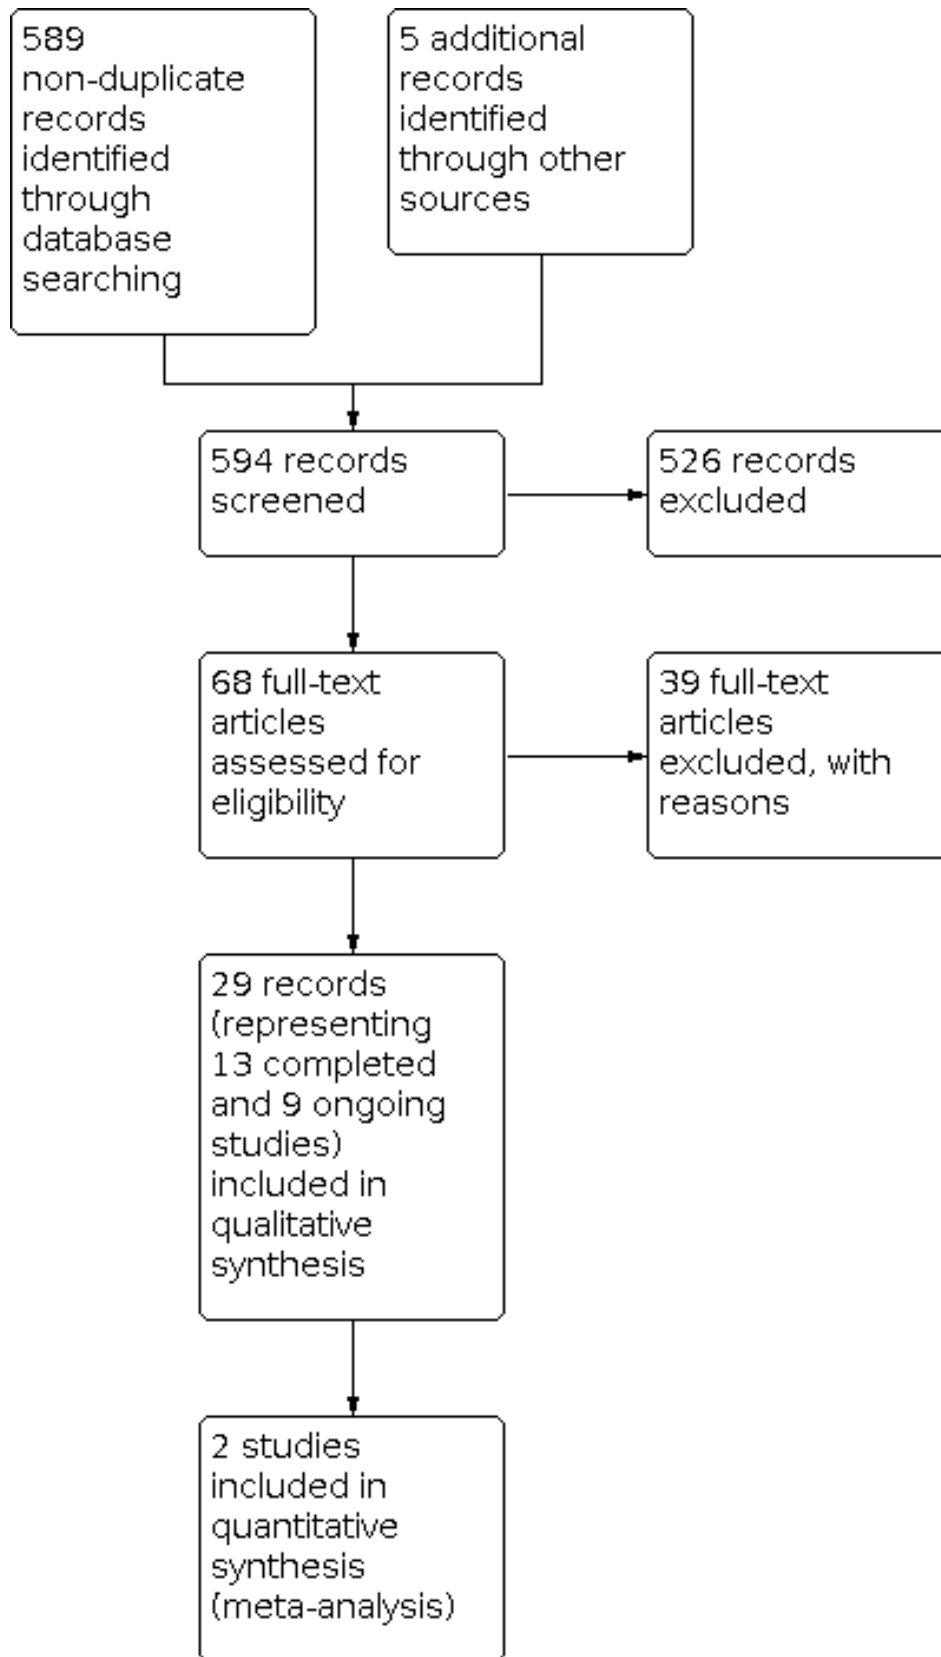 589
non-duplicate
records
identified
through
database
searching
5 additional
records
identified
through other
sources
594 records
screened
526 records
excluded
68 full-text
articles
assessed for
eligibility
39 full-text
articles
excluded, with
reasons
29 records
(representing
13 completed
and 9 ongoing
studies)
included in
qualitative
synthesis
2 studies
included in
quantitative
synthesis
(meta-analysis)